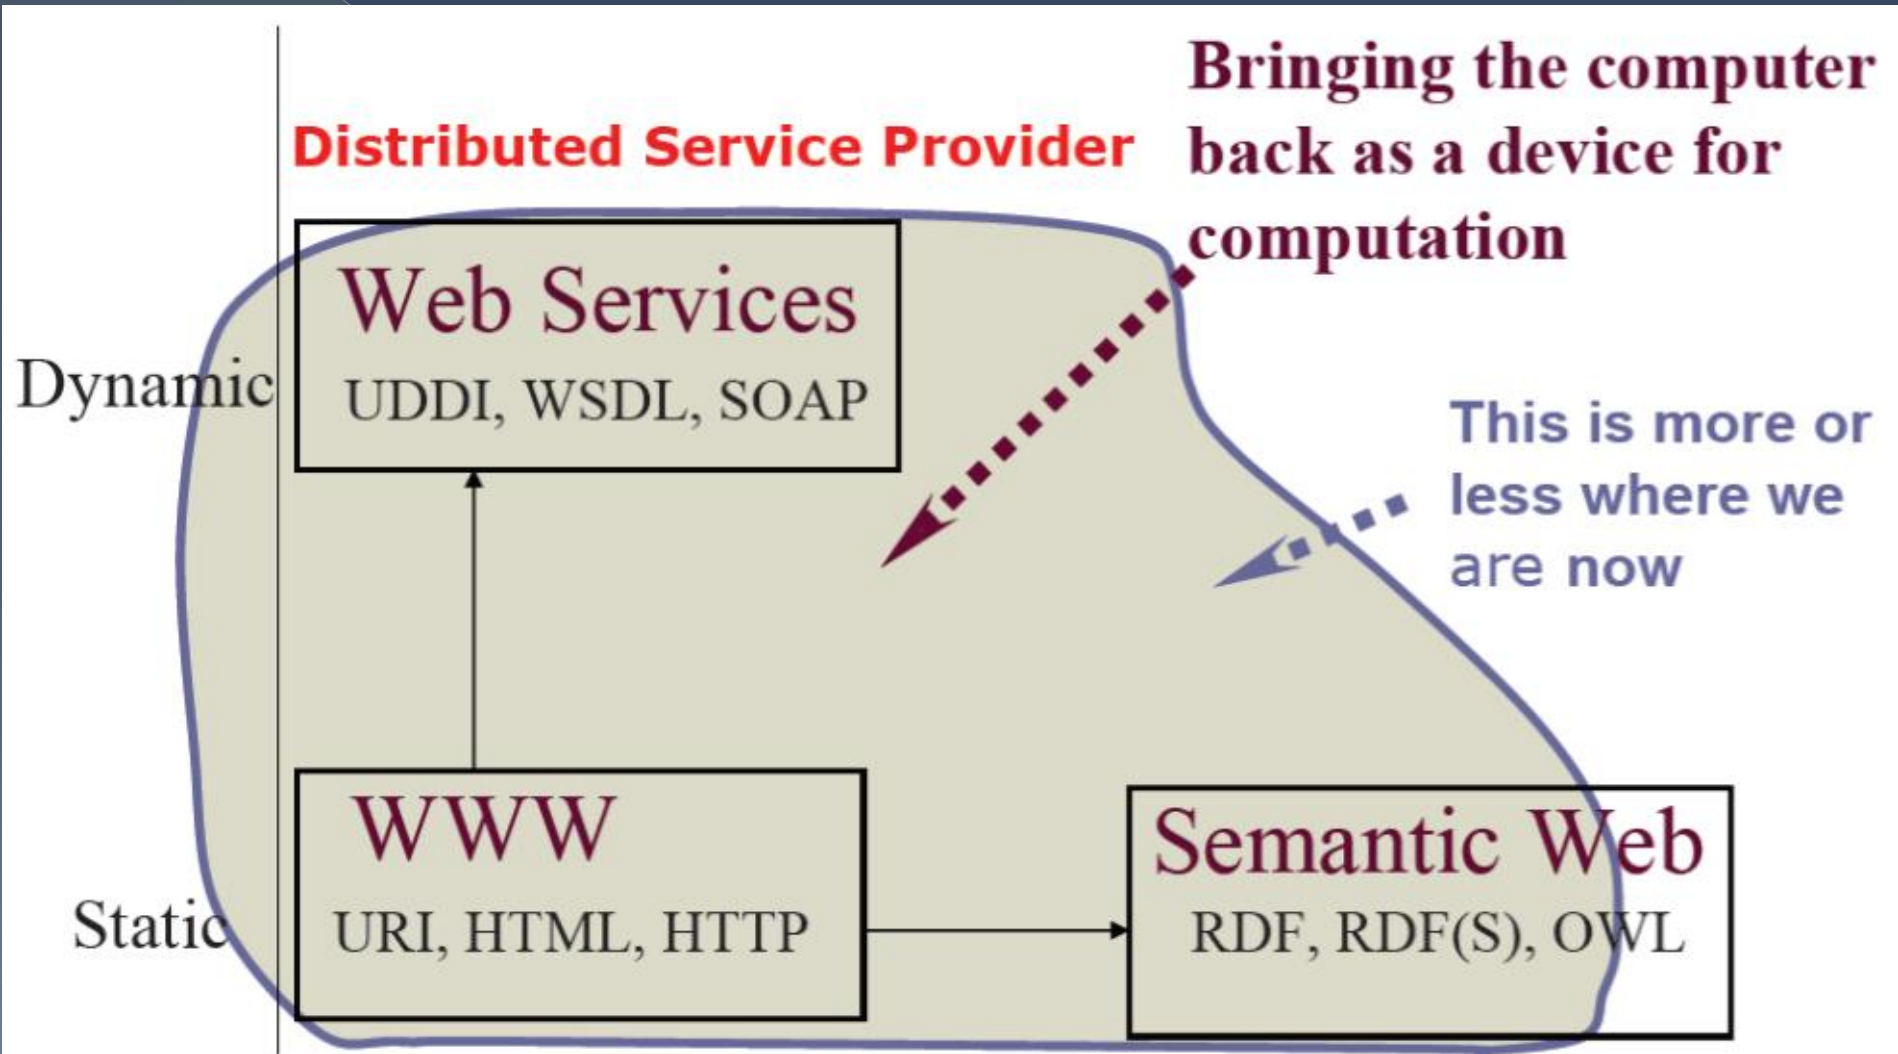 Bringing the computer
back as a device for
computation
Distributed Service Provider
Web Services
UDDI, WSDL, SOAP
Dynamic
This is more or
less where we
are now
WWW
URI, HTML, HTTP
Semantic Web
RDF, RDF(S), OWL
Static